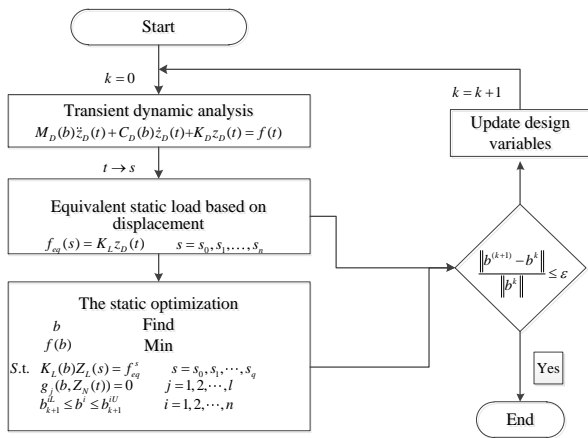 Start
k = 0
Transient dynamic analysis
M_D(b)z̈_D(t)+C_D(b)ż_D(t)+K_D z_D(t) = f(t)
t → s
Equivalent static load based on
displacement
f_eq(s) = K_L z_D(t) s = s_0, s_1, …, s_n
The static optimization
b Find
f(b) Min
S.t. K_L(b)Z_L(s) = f_eq^s s = s_0, s_1, ⋯, s_q
g_j(b, Z_N(t)) = 0 j = 1,2,⋯,l
b_{k+1}^{iL} ≤ b^i ≤ b_{k+1}^{iU} i = 1,2,⋯,n
k = k+1
Update design
variables
‖b^{(k+1)} − b^k‖ / ‖b^k‖ ≤ ε
Yes
End